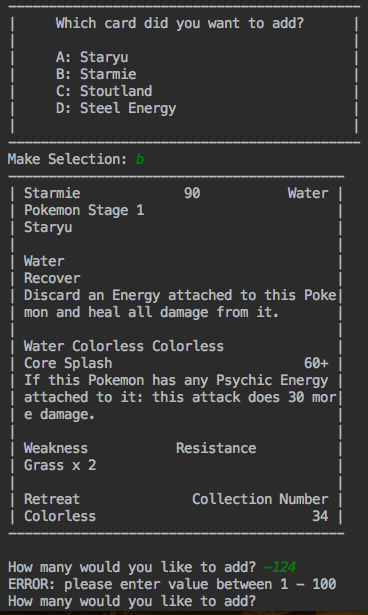 Which card did you want to add?
A: Staryu
B: Starmie
C: Stoutland
D: Steel Energy
Make Selection: b
Starmie 90 Water
Pokemon Stage 1
Staryu
Water
Recover
Discard an Energy attached to this Poke
mon and heal all damage from it.
Water Colorless Colorless
Core Splash 60+
If this Pokemon has any Psychic Energy
attached to it: this attack does 30 mor
e damage.
Weakness Resistance
Grass x 2
Retreat Collection Number
Colorless 34
How many would you like to add? -124
ERROR: please enter value between 1 - 100
How many would you like to add?